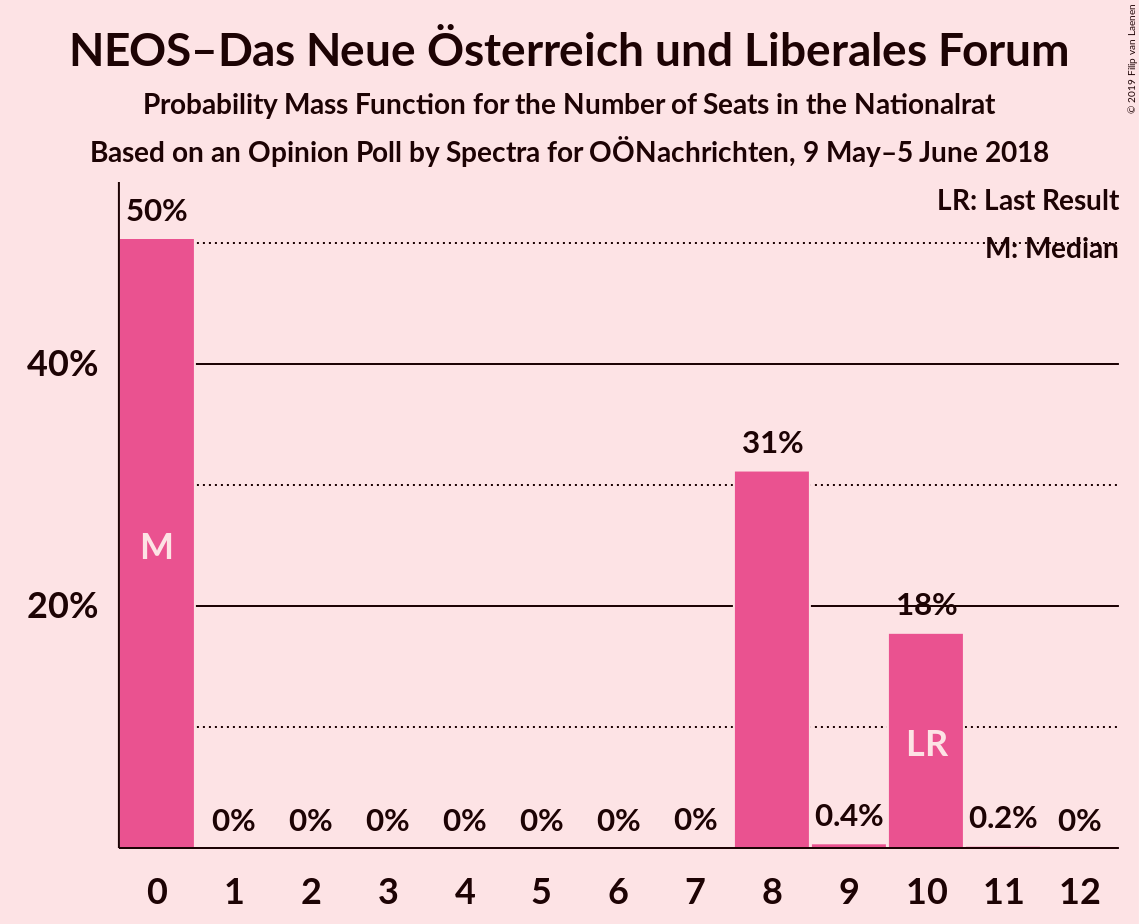 NEOS–Das Neue Österreich und Liberales Forum
Probability Mass Function for the Number of Seats in the Nationalrat
Based on an Opinion Poll by Spectra for OÖNachrichten, 9 May–5 June 2018
© 2019 Filip van Laenen
LR: Last Result
M: Median
50%
40%
31%
M
20%
18%
LR
0% 0% 0% 0% 0% 0% 0% 0.4% 0.2% 0%
0 1 2 3 4 5 6 7 8 9 10 11 12